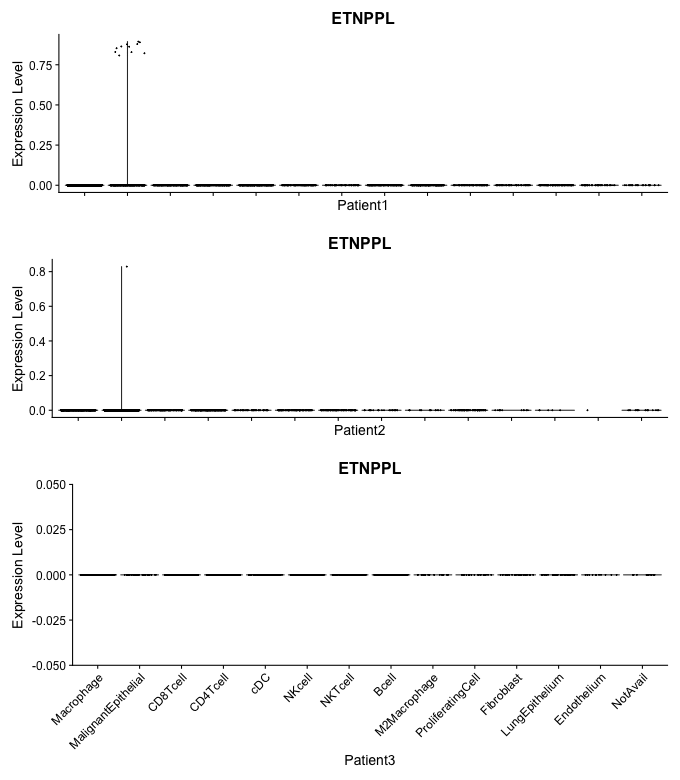 ETNPPL
Expression Level
0.75
0.50
0.25
0.00
Patient1
ETNPPL
Expression Level
0.8
0.6
0.4
0.2
0.0
Patient2
ETNPPL
Expression Level
0.050
0.025
0.000
-0.025
-0.050
Macrophage
MalignantEpithelial
CD8Tcell
CD4Tcell
cDC
NKcell
NKTcell
Bcell
M2Macrophage
ProliferatingCell
Fibroblast
LungEpithelium
Endothelium
NotAvail
Patient3